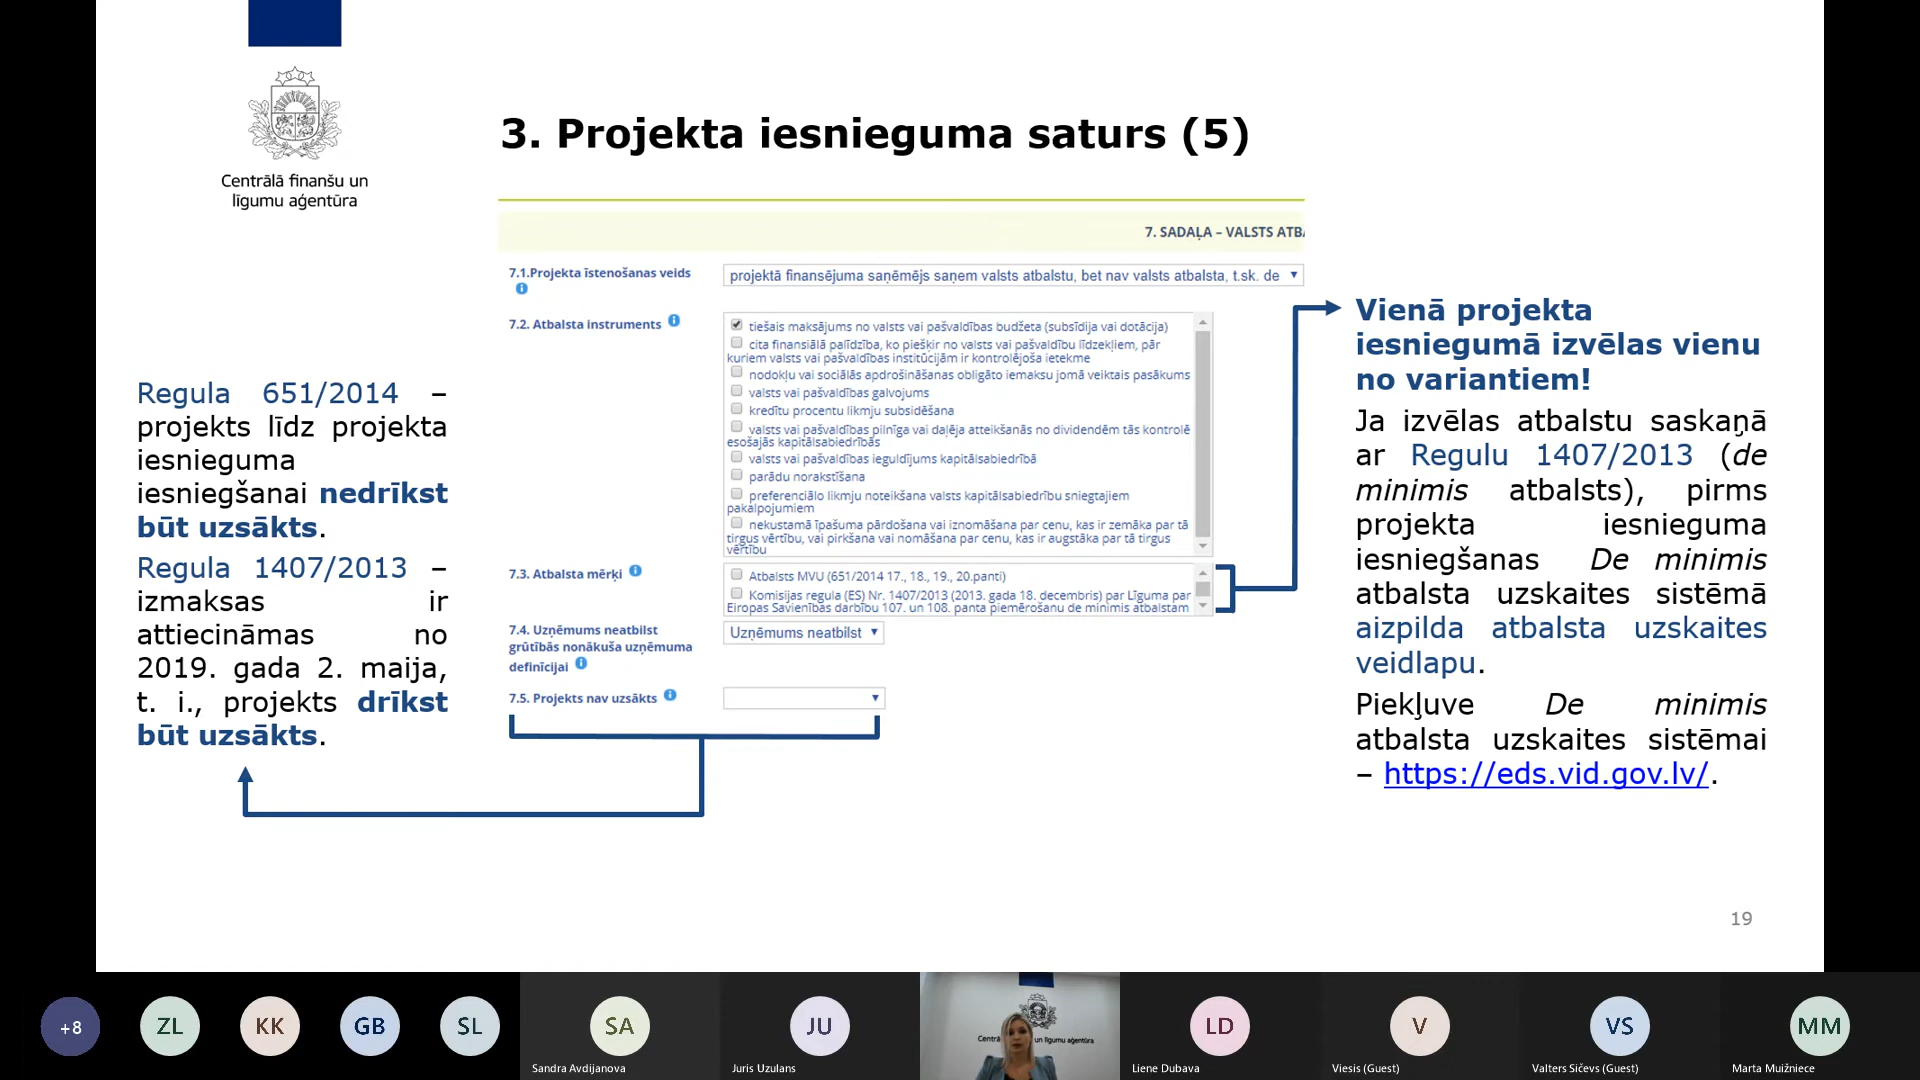 Centrālā finanšu un
līgumu aģentūra
3. Projekta iesnieguma saturs (5)
Regula 651/2014 –
projekts līdz projekta
iesnieguma
iesniegšanai nedrīkst
būt uzsākts.
Regula 1407/2013 –
izmaksas ir
attiecināmas no
2019. gada 2. maija,
t. i., projekts drīkst
būt uzsākts.
7. SADAĻA – VALSTS ATB
7.1.Projekta īstenošanas veids
projektā finansējuma saņēmējs saņem valsts atbalstu, bet nav valsts atbalsta, t.sk. de
7.2. Atbalsta instruments
tiešais maksājums no valsts vai pašvaldības budžeta (subsīdija vai dotācija)
cita finansiālā palīdzība, ko piešķir no valsts vai pašvaldību līdzekļiem, pār
kuriem valsts vai pašvaldības institūcijām ir kontrolējoša ietekme
nodokļu vai sociālās apdrošināšanas obligāto iemaksu jomā veiktais pasākums
valsts vai pašvaldības galvojums
kredītu procentu likmju subsidēšana
valsts vai pašvaldības pilnīga vai daļēja atteikšanās no dividendēm tās kontrolē
esošajās kapitālsabiedrībās
valsts vai pašvaldības ieguldījums kapitālsabiedrībā
parādu norakstīšana
preferenciālo likmju noteikšana valsts kapitālsabiedrību sniegtajiem
pakalpojumiem
nekustamā īpašuma pārdošana vai iznomāšana par cenu, kas ir zemāka par tā
tirgus vērtību, vai pirkšana vai nomāšana par cenu, kas ir augstāka par tā tirgus
vērtību
7.3. Atbalsta mērķi
Atbalsts MVU (651/2014 17., 18., 19., 20.panti)
Komisijas regula (ES) Nr. 1407/2013 (2013. gada 18. decembris) par Līguma par
Eiropas Savienības darbību 107. un 108. panta piemērošanu de minimis atbalstam
7.4. Uzņēmums neatbilst
grūtībās nonākuša uzņēmuma
definīcijai
Uzņēmums neatbilst
7.5. Projekts nav uzsākts
Vienā projekta
iesniegumā izvēlas vienu
no variantiem!
Ja izvēlas atbalstu saskaņā
ar Regulu 1407/2013 (de
minimis atbalsts), pirms
projekta iesnieguma
iesniegšanas De minimis
atbalsta uzskaites sistēmā
aizpilda atbalsta uzskaites
veidlapu.
Piekļuve De minimis
atbalsta uzskaites sistēmai
– https://eds.vid.gov.lv/.
19
+8
ZL
KK
GB
SL
SA
Sandra Avdijanova
JU
Juris Uzulans
Centrā un līgumu aģentūra
LD
Liene Dubava
V
Viesis (Guest)
VS
Valters Sičevs (Guest)
MM
Marta Muižniece